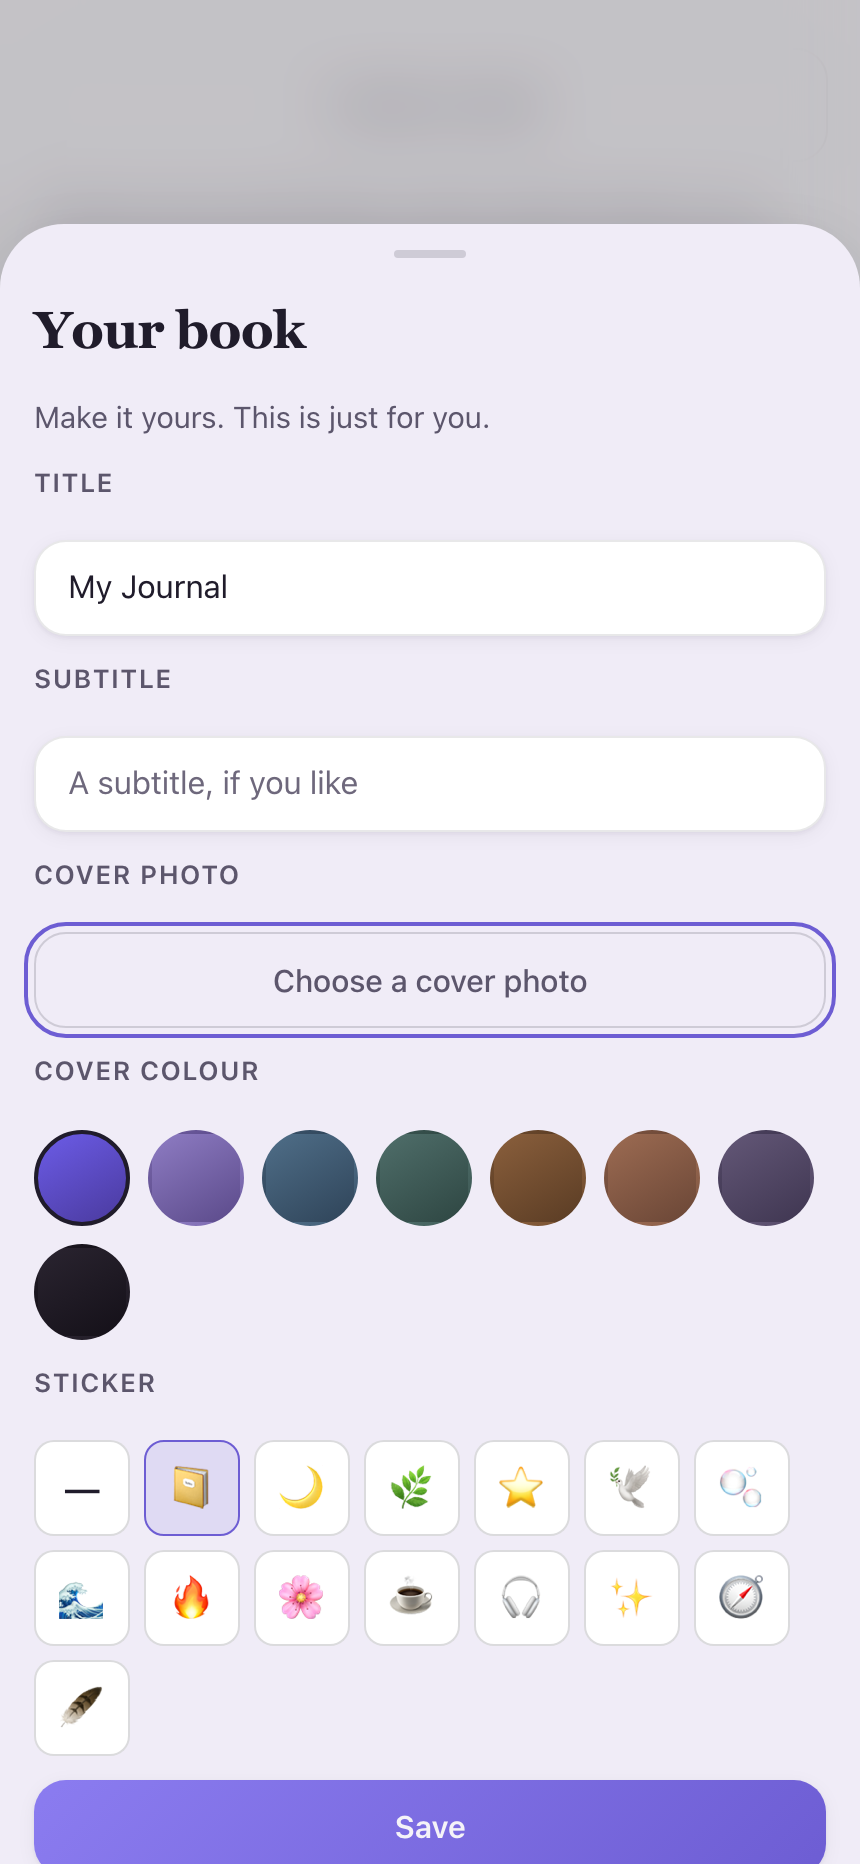 Your book
Make it yours. This is just for you.
TITLE
My Journal
SUBTITLE
A subtitle, if you like
COVER PHOTO
Choose a cover photo
COVER COLOUR
STICKER
—
Save